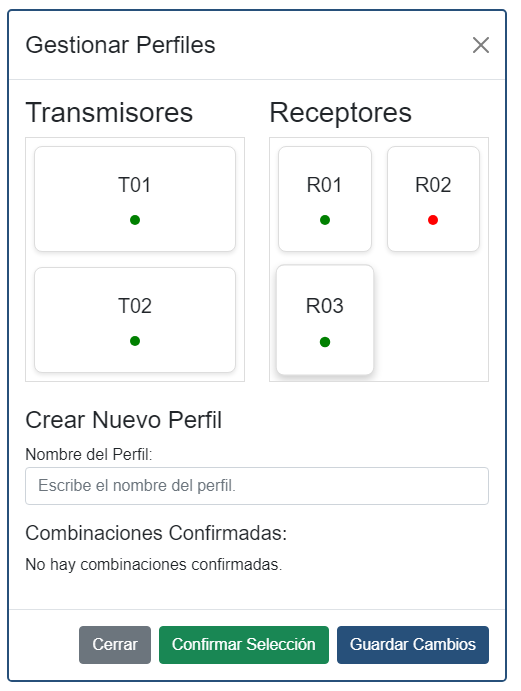 Gestionar Perfiles
Transmisores
T01
T02
Receptores
R01
R02
R03
Crear Nuevo Perfil
Nombre del Perfil:
Escribe el nombre del perfil.
Combinaciones Confirmadas:
No hay combinaciones confirmadas.
Cerrar
Confirmar Selección
Guardar Cambios